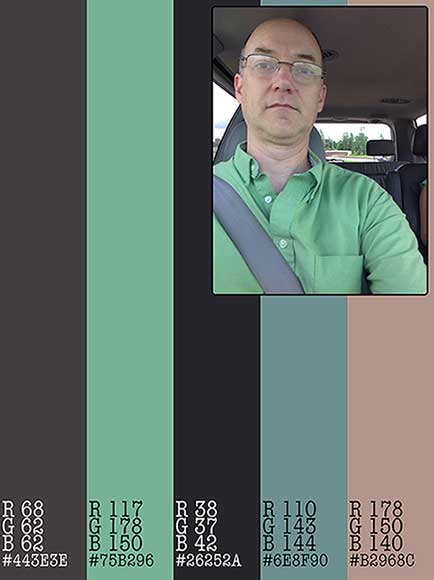 R 68
G 62
B 62
#443E3E
R 117
G 178
B 150
#75B296
R 38
G 37
B 42
#26252A
R 110
G 143
B 144
#6E8F90
R 178
G 150
B 140
#B2968C